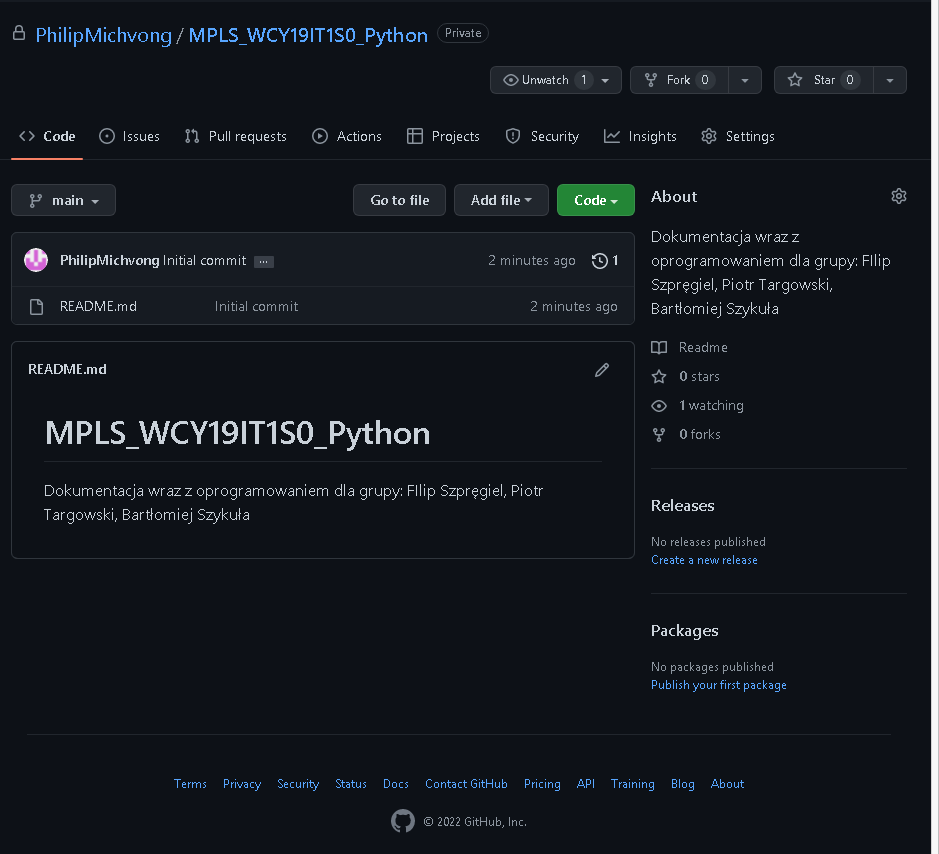 PhilipMichvong / MPLS_WCY19IT1S0_Python Private
Unwatch 1 Fork 0 Star 0
Code Issues Pull requests Actions Projects Security Insights Settings
main Go to file Add file Code
PhilipMichvong Initial commit ... 2 minutes ago 1
README.md Initial commit 2 minutes ago
README.md
MPLS_WCY19IT1S0_Python
Dokumentacja wraz z oprogramowaniem dla grupy: FIlip Szpręgiel, Piotr
Targowski, Bartłomiej Szykuła
About
Dokumentacja wraz z
oprogramowaniem dla grupy: FIlip
Szpręgiel, Piotr Targowski,
Bartłomiej Szykuła
Readme
0 stars
1 watching
0 forks
Releases
No releases published
Create a new release
Packages
No packages published
Publish your first package
Terms Privacy Security Status Docs Contact GitHub Pricing API Training Blog About
© 2022 GitHub, Inc.